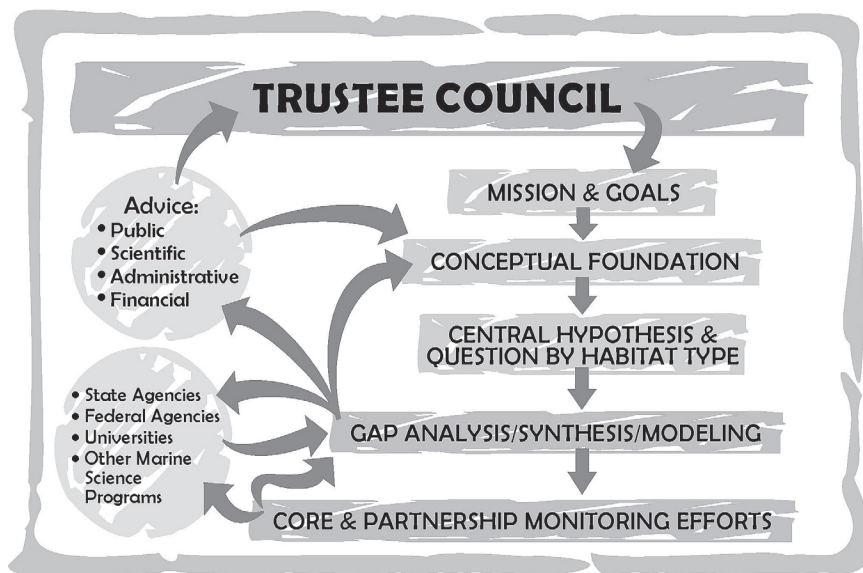 TRUSTEE COUNCIL
MISSION & GOALS
Advice:
• Public
• Scientific
• Administrative
• Financial
CONCEPTUAL FOUNDATION
CENTRAL HYPOTHESIS &
QUESTION BY HABITAT TYPE
• State Agencies
• Federal Agencies
• Universities
• Other Marine
Science
Programs
GAP ANALYSIS/SYNTHESIS/MODELING
CORE & PARTNERSHIP MONITORING EFFORTS